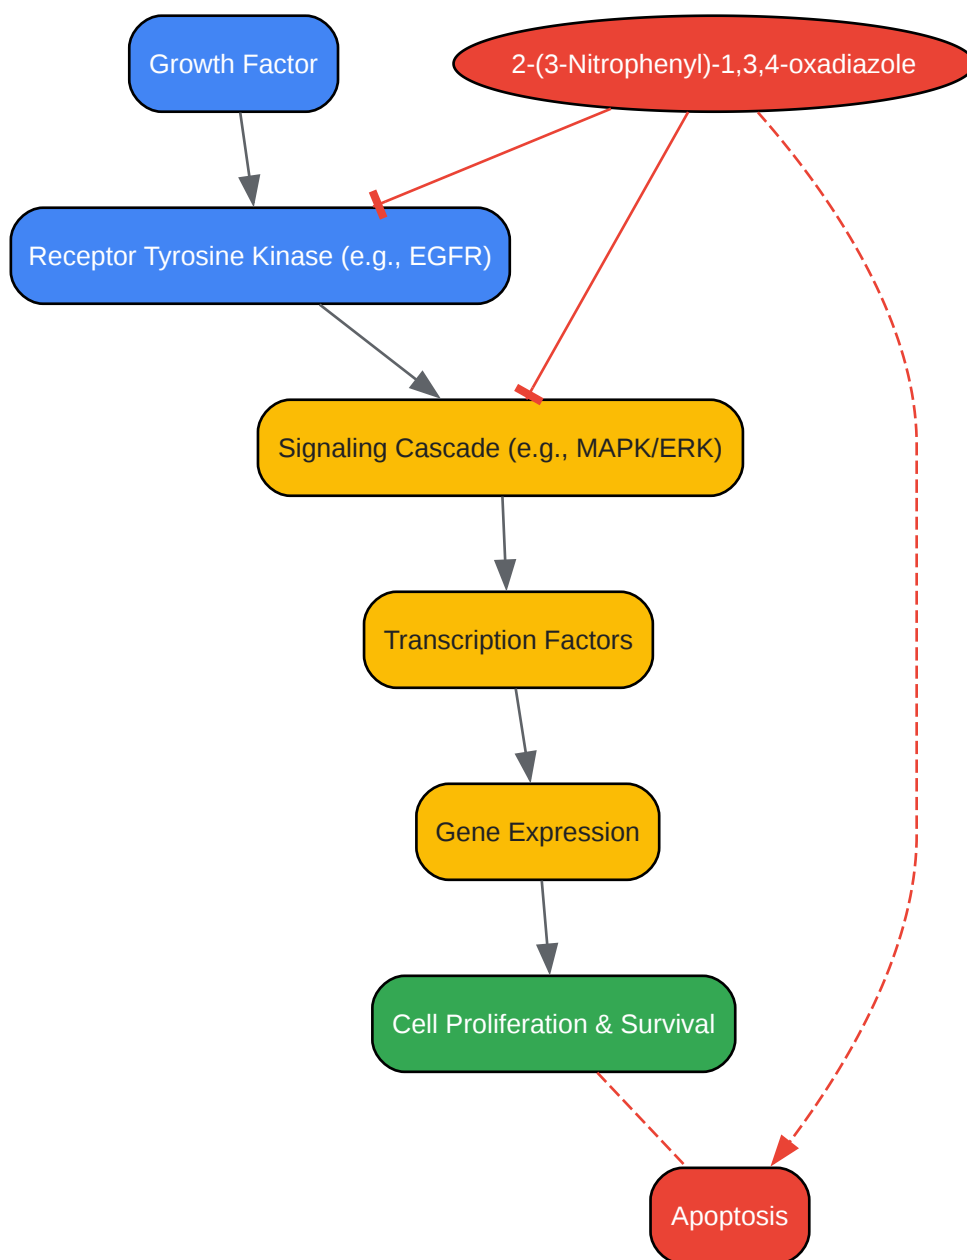 Growth Factor
2-(3-Nitrophenyl)-1,3,4-oxadiazole
Receptor Tyrosine Kinase (e.g., EGFR)
Signaling Cascade (e.g., MAPK/ERK)
Transcription Factors
Gene Expression
Cell Proliferation & Survival
Apoptosis